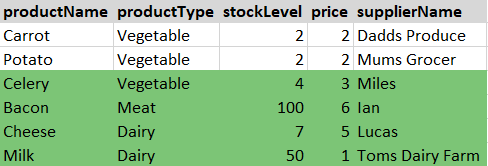 productName productType stockLevel price supplierName
Carrot Vegetable 2 2 Dadds Produce
Potato Vegetable 2 2 Mums Grocer
Celery Vegetable 4 3 Miles
Bacon Meat 100 6 Ian
Cheese Dairy 7 5 Lucas
Milk Dairy 50 1 Toms Dairy Farm